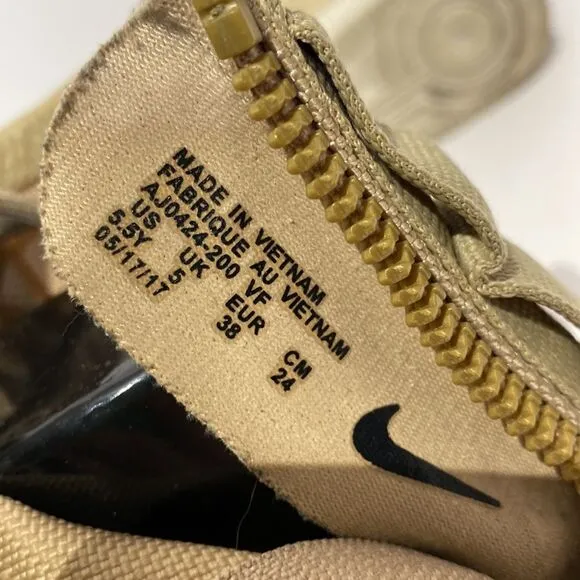 MADE IN VIETNAM
FABRIQUE AU VIETNAM
AJ0424-200 VF
US UK EUR CM
5.5Y 5 38 24
05/17/17